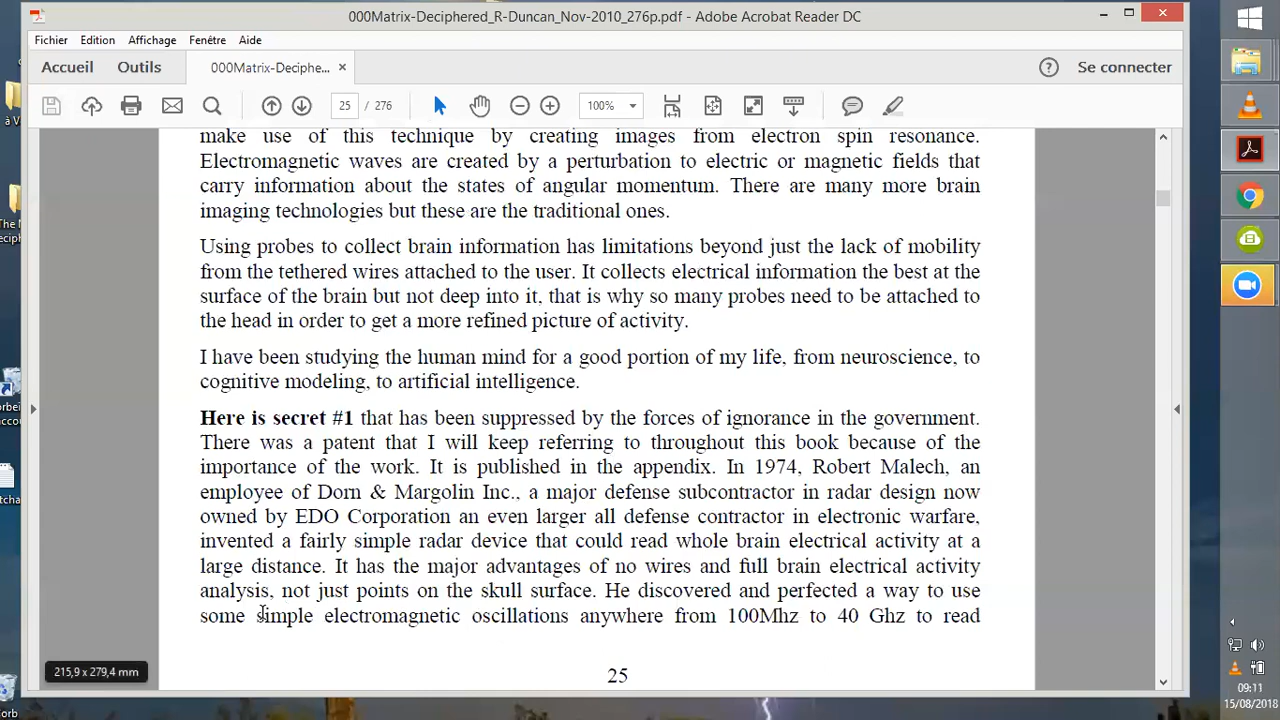 000Matrix-Deciphered_R-Duncan_Nov-2010_276p.pdf - Adobe Acrobat Reader DC
Fichier Edition Affichage Fenêtre Aide
Accueil Outils 000Matrix-Deciphe... × ? Se connecter
25 / 276 100%
make use of this technique by creating images from electron spin resonance.
Electromagnetic waves are created by a perturbation to electric or magnetic fields that
carry information about the states of angular momentum. There are many more brain
imaging technologies but these are the traditional ones.
Using probes to collect brain information has limitations beyond just the lack of mobility
from the tethered wires attached to the user. It collects electrical information the best at the
surface of the brain but not deep into it, that is why so many probes need to be attached to
the head in order to get a more refined picture of activity.
I have been studying the human mind for a good portion of my life, from neuroscience, to
cognitive modeling, to artificial intelligence.
Here is secret #1 that has been suppressed by the forces of ignorance in the government.
There was a patent that I will keep referring to throughout this book because of the
importance of the work. It is published in the appendix. In 1974, Robert Malech, an
employee of Dorn & Margolin Inc., a major defense subcontractor in radar design now
owned by EDO Corporation an even larger all defense contractor in electronic warfare,
invented a fairly simple radar device that could read whole brain electrical activity at a
large distance. It has the major advantages of no wires and full brain electrical activity
analysis, not just points on the skull surface. He discovered and perfected a way to use
some simple electromagnetic oscillations anywhere from 100Mhz to 40 Ghz to read
25
215,9 x 279,4 mm
09:11
15/08/2018